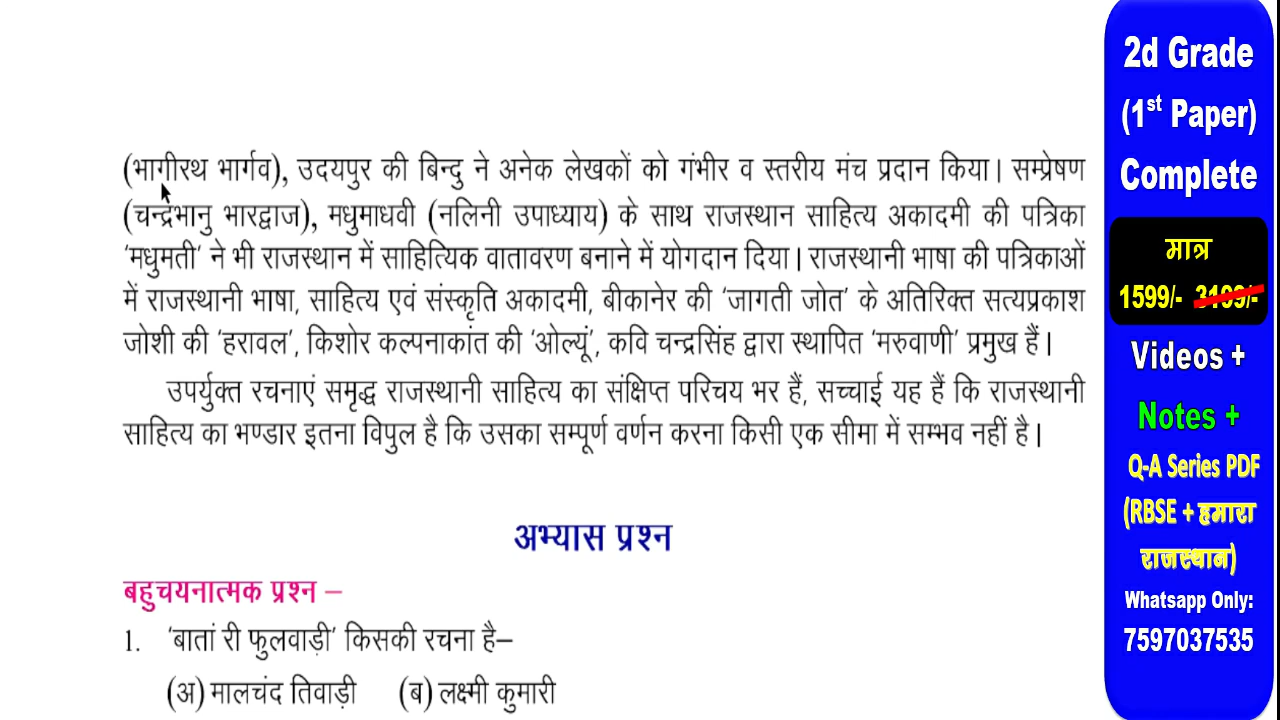 (भागीरथ भार्गव), उदयपुर की बिन्दु ने अनेक लेखकों को गंभीर व स्तरीय मंच प्रदान किया। सम्प्रेषण
(चन्द्रभानु भारद्वाज), मधुमाधवी (नलिनी उपाध्याय) के साथ राजस्थान साहित्य अकादमी की पत्रिका
'मधुमती' ने भी राजस्थान में साहित्यिक वातावरण बनाने में योगदान दिया। राजस्थानी भाषा की पत्रिकाओं
में राजस्थानी भाषा, साहित्य एवं संस्कृति अकादमी, बीकानेर की 'जागती जोत' के अतिरिक्त सत्यप्रकाश
जोशी की 'हरावल', किशोर कल्पनाकांत की 'ओल्यूं', कवि चन्द्रसिंह द्वारा स्थापित 'मरुवाणी' प्रमुख हैं।
उपर्युक्त रचनाएं समृद्ध राजस्थानी साहित्य का संक्षिप्त परिचय भर हैं, सच्चाई यह हैं कि राजस्थानी
साहित्य का भण्डार इतना विपुल है कि उसका सम्पूर्ण वर्णन करना किसी एक सीमा में सम्भव नहीं है।
अभ्यास प्रश्न
बहुचयनात्मक प्रश्न –
1. 'बातां री फुलवाड़ी' किसकी रचना है–
(अ) मालचंद तिवाड़ी (ब) लक्ष्मी कुमारी
2d Grade
(1st Paper)
Complete
मात्र
1599/- 3199/-
Videos +
Notes +
Q-A Series PDF
(RBSE + हमारा
राजस्थान)
Whatsapp Only:
7597037535